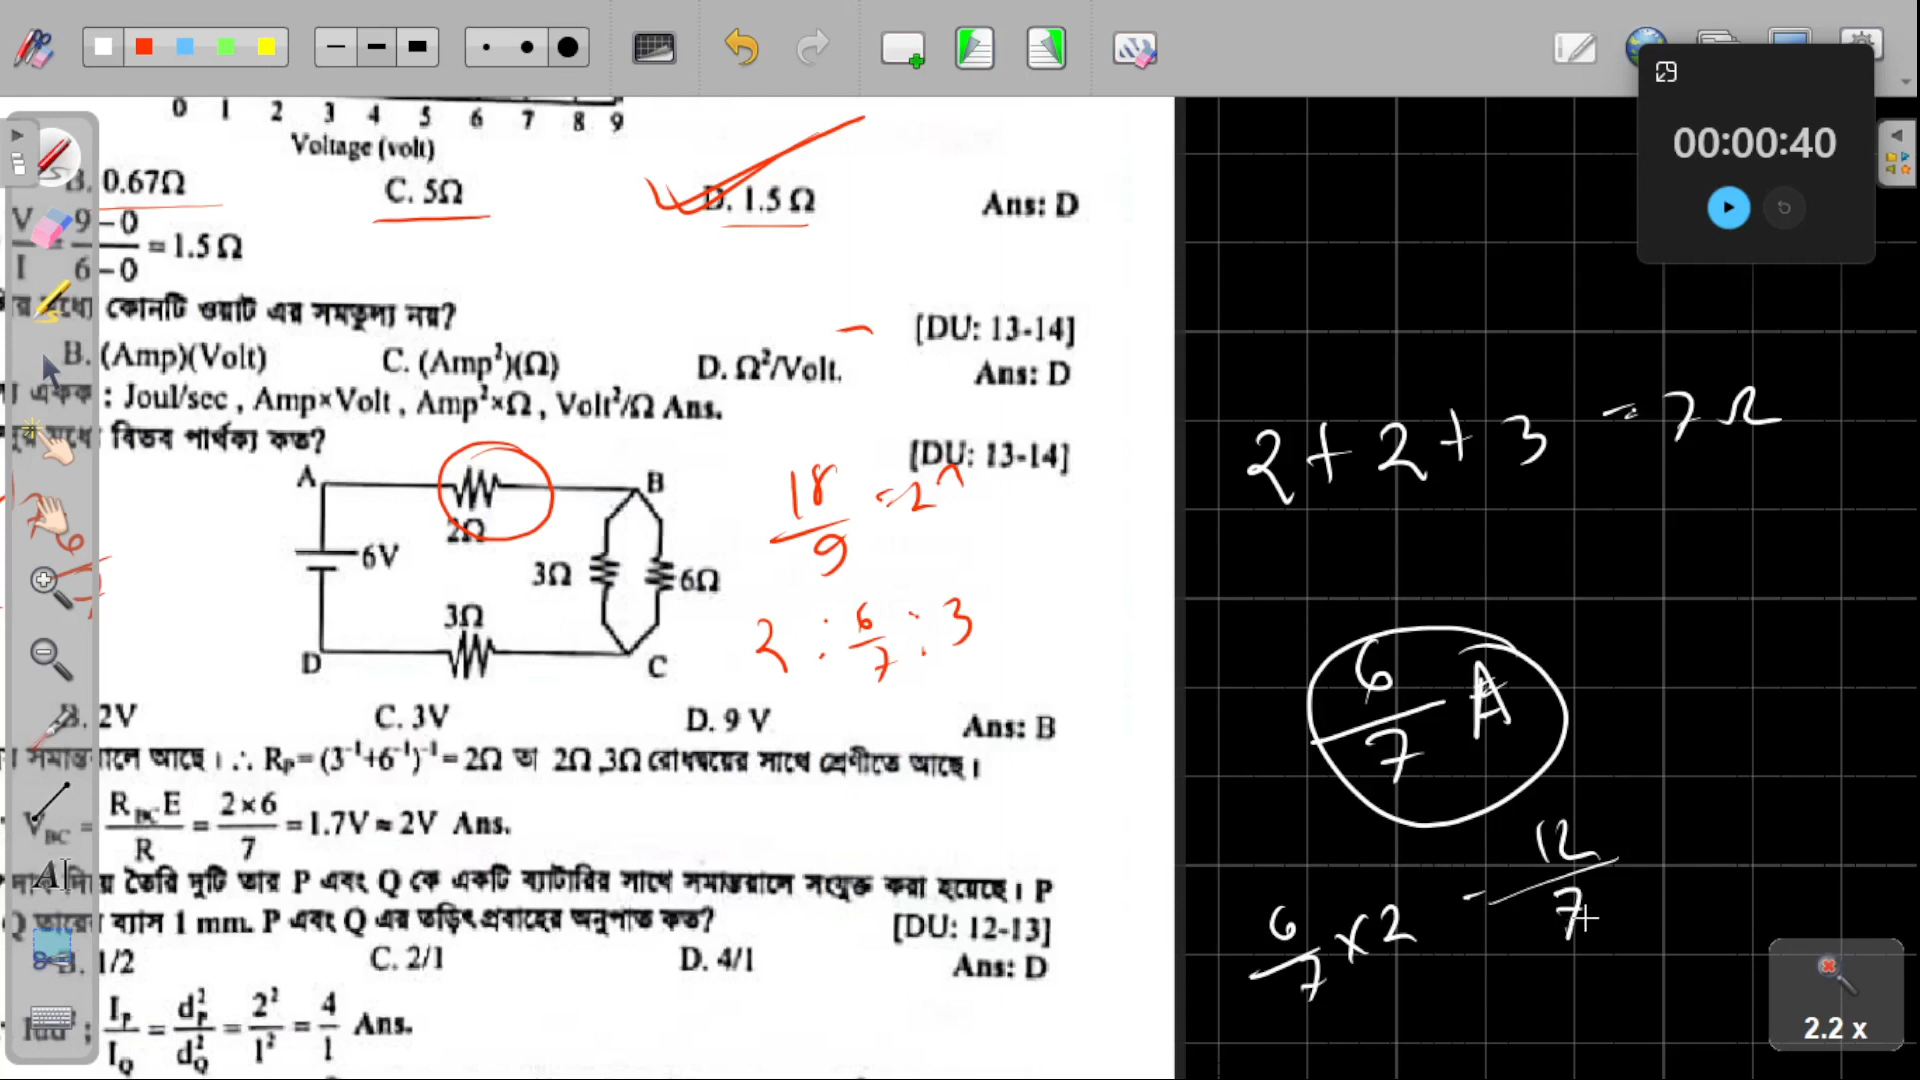 00:00:40
0 1 2 3 4 5 6 7 8 9
Voltage (volt)
B. 0.67Ω C. 5Ω D. 1.5 Ω Ans: D
V/I = 9-0/6-0 = 1.5 Ω
মধ্যে কোনটি ওয়াট এর সমতুল্য নয়? [DU: 13-14]
B. (Amp)(Volt) C. (Amp²)(Ω) D. Ω²/Volt. Ans: D
একক : Joul/sec , Amp×Volt , Amp²×Ω , Volt²/Ω Ans.
মধ্যে বিভব পার্থক্য কত? [DU: 13-14]
A B
2Ω
6V
3Ω 6Ω
3Ω
D C
18/9 = 2
2 : 6/7 : 3
B. 2V C. 3V D. 9 V Ans: B
সমান্তরালে আছে। ∴ Rₚ= (3⁻¹+6⁻¹)⁻¹ = 2Ω তা 2Ω,3Ω রোধদ্বয়ের সাথে শ্রেণীতে আছে।
V_BC = R_BC E/R = 2×6/7 = 1.7V ≈ 2V Ans.
দিয়ে তৈরি দুটি তার P এবং Q কে একটি ব্যাটারির সাথে সমান্তরালে সংযুক্ত করা হয়েছে। P
Q তারের ব্যাস 1 mm. P এবং Q এর তড়িৎ প্রবাহের অনুপাত কত? [DU: 12-13]
B. 1/2 C. 2/1 D. 4/1 Ans: D
I_P/I_Q = d²_P/d²_Q = 2²/1² = 4/1 Ans.
2 + 2 + 3 = 7 Ω
6/7 A
6/7 × 2 = 12/7
2.2 x